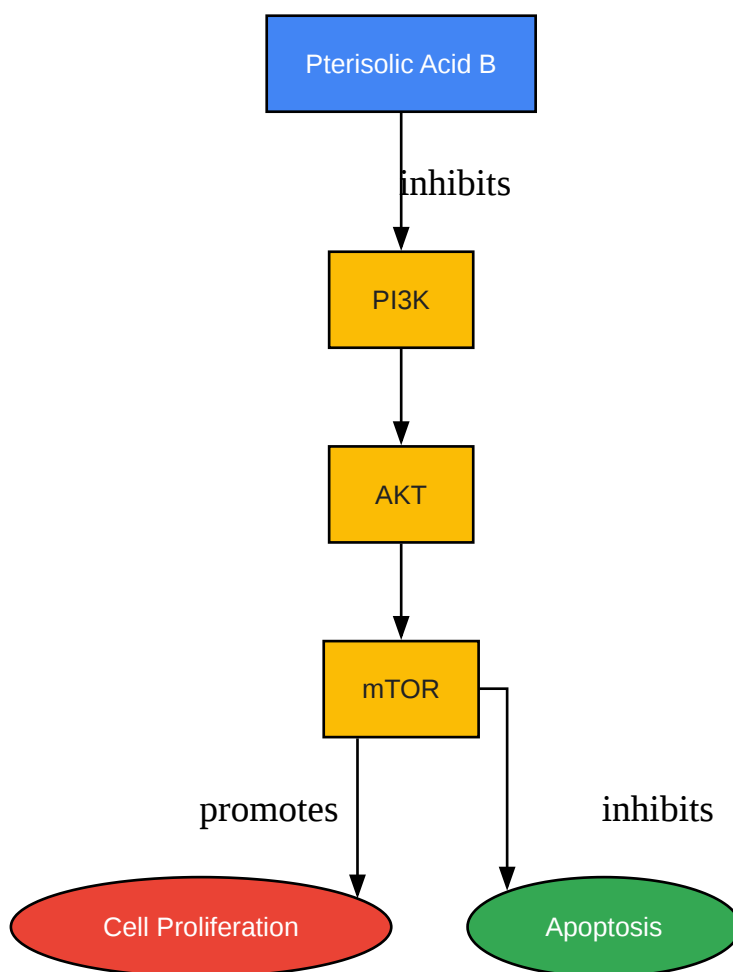 Pterisolic Acid B
inhibits
PI3K
AKT
mTOR
promotes
inhibits
Cell Proliferation
Apoptosis